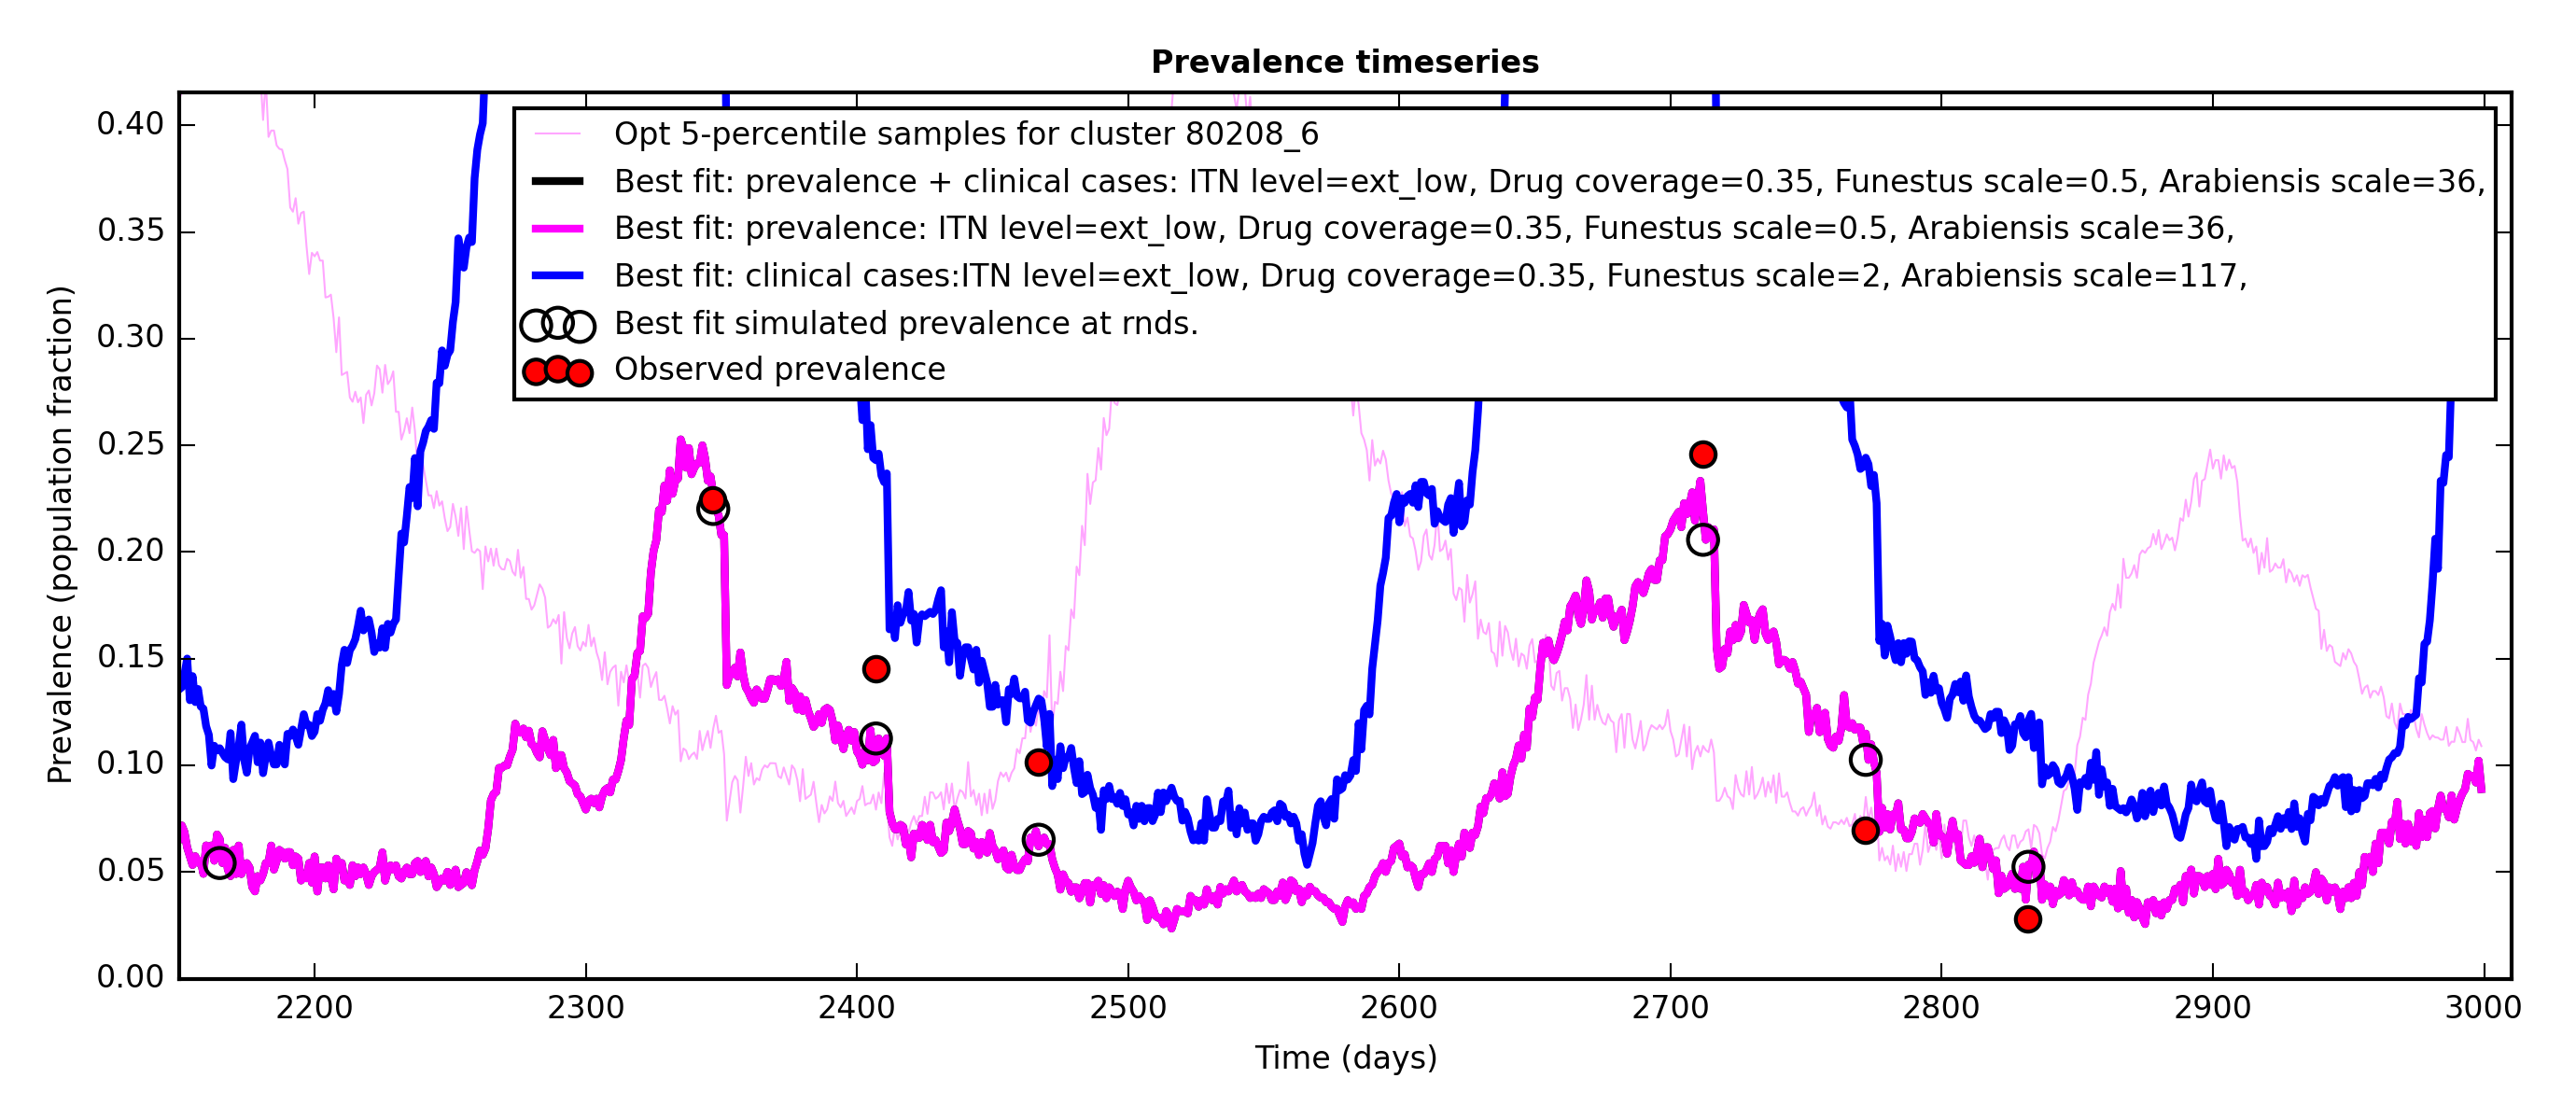 Prevalence timeseries
Opt 5-percentile samples for cluster 80208_6
Best fit: prevalence + clinical cases: ITN level=ext_low, Drug coverage=0.35, Funestus scale=0.5, Arabiensis scale=36,
Best fit: prevalence: ITN level=ext_low, Drug coverage=0.35, Funestus scale=0.5, Arabiensis scale=36,
Best fit: clinical cases:ITN level=ext_low, Drug coverage=0.35, Funestus scale=2, Arabiensis scale=117,
Best fit simulated prevalence at rnds.
Observed prevalence
Prevalence (population fraction)
0.40
0.35
0.30
0.25
0.20
0.15
0.10
0.05
0.00
2200 2300 2400 2500 2600 2700 2800 2900 3000
Time (days)